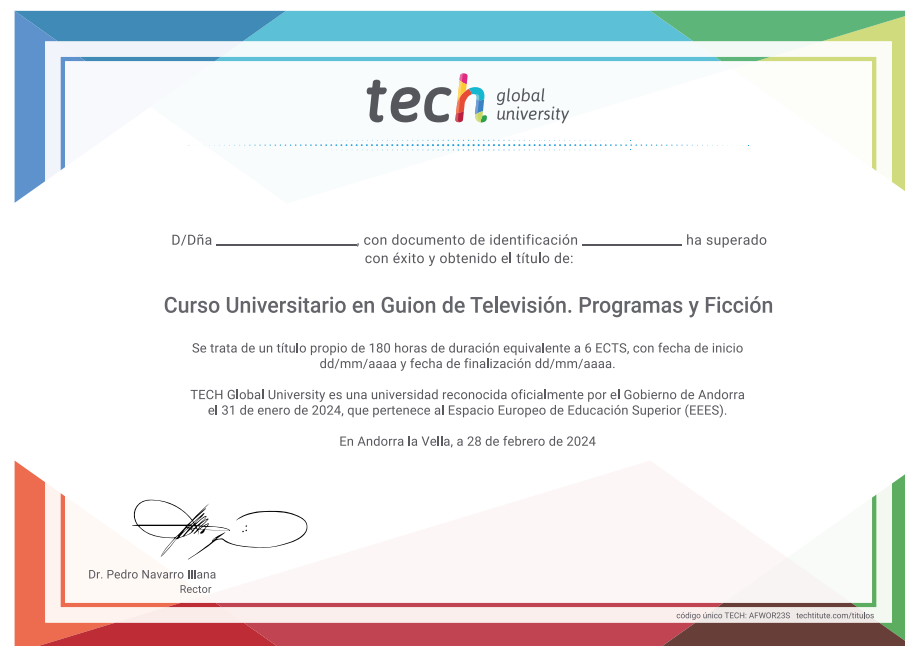 tech global university
D/Dña ________________, con documento de identificación ____________ ha superado
con éxito y obtenido el título de:
Curso Universitario en Guion de Televisión. Programas y Ficción
Se trata de un título propio de 180 horas de duración equivalente a 6 ECTS, con fecha de inicio
dd/mm/aaaa y fecha de finalización dd/mm/aaaa.
TECH Global University es una universidad reconocida oficialmente por el Gobierno de Andorra
el 31 de enero de 2024, que pertenece al Espacio Europeo de Educación Superior (EEES).
En Andorra la Vella, a 28 de febrero de 2024
Dr. Pedro Navarro Illana
Rector
código único TECH: AFWOR23S techtitute.com/titulos